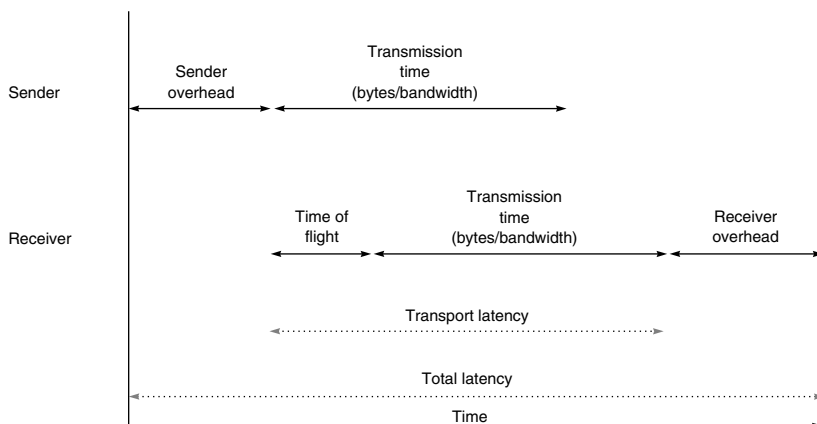 Sender
Sender
overhead
Transmission
time
(bytes/bandwidth)
Receiver
Time of
flight
Transmission
time
(bytes/bandwidth)
Receiver
overhead
Transport latency
Total latency
Time